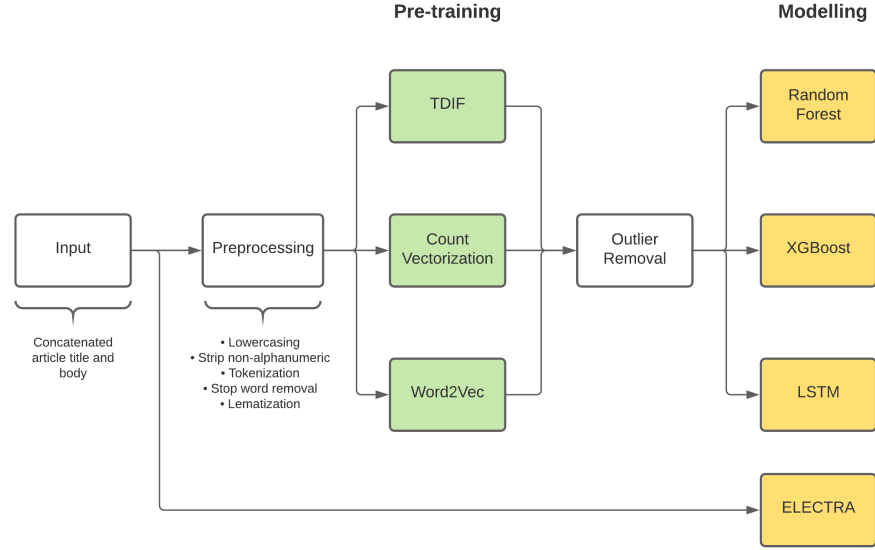 Pre-training
Modelling
TDIF
Random
Forest
Input
Preprocessing
Count
Vectorization
Outlier
Removal
XGBoost
Concatenated
article title and
body
• Lowercasing
• Strip non-alphanumeric
• Tokenization
• Stop word removal
• Lematization
Word2Vec
LSTM
ELECTRA